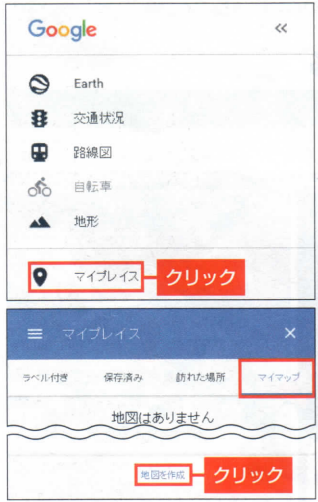 Google «
Earth
交通状況
路線図
自転車
地形
マイプレイス クリック
マイプレイス ×
ラベル付き 保存済み 訪れた場所 マイマップ
地図はありません
地図を作成 クリック